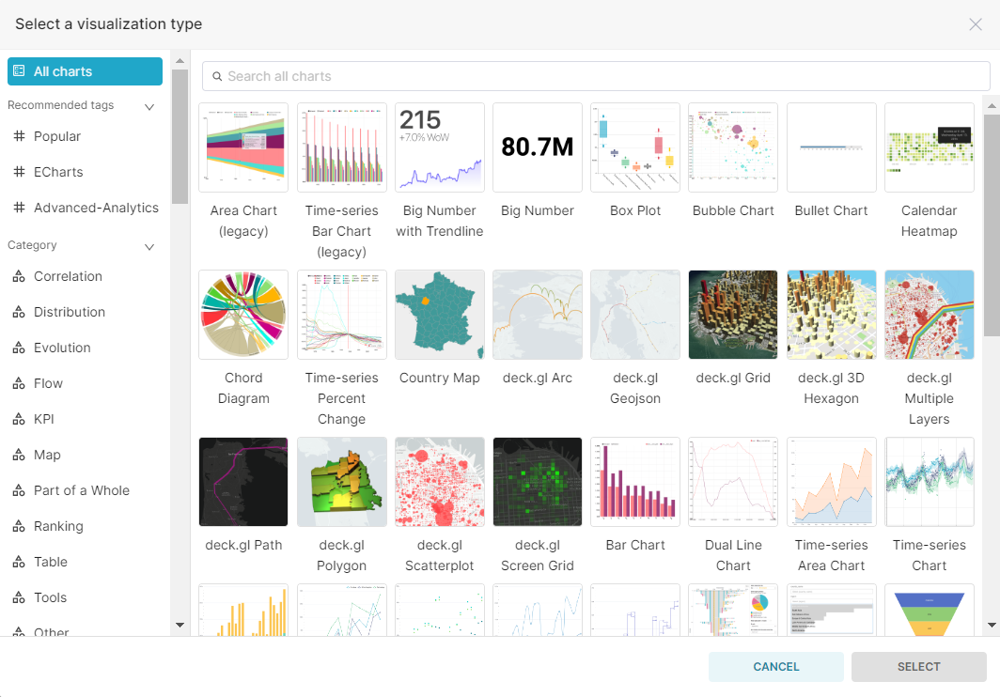 Select a visualization type
All charts
Recommended tags
Popular
ECharts
Advanced-Analytics
Category
Correlation
Distribution
Evolution
Flow
KPI
Map
Part of a Whole
Ranking
Table
Tools
Other
Search all charts
215
+7.0% WoW
80.7M
Area Chart
(legacy)
Time-series
Bar Chart
(legacy)
Big Number
with Trendline
Big Number
Box Plot
Bubble Chart
Bullet Chart
Calendar
Heatmap
Chord
Diagram
Time-series
Percent
Change
Country Map
deck.gl Arc
deck.gl
Geojson
deck.gl Grid
deck.gl 3D
Hexagon
deck.gl
Multiple
Layers
deck.gl Path
deck.gl
Polygon
deck.gl
Scatterplot
deck.gl
Screen Grid
Bar Chart
Dual Line
Chart
Time-series
Area Chart
Time-series
Chart
CANCEL
SELECT